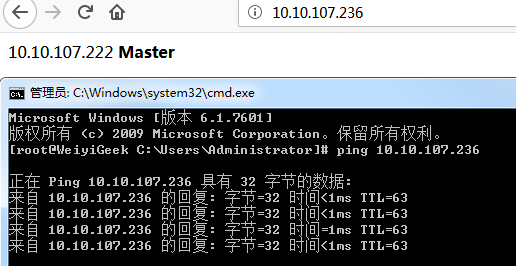 10.10.107.236
10.10.107.222 Master
管理员: C:\Windows\system32\cmd.exe
Microsoft Windows [版本 6.1.7601]
版权所有 (c) 2009 Microsoft Corporation。保留所有权利。
[root@WeiyiGeek C:\Users\Administrator]# ping 10.10.107.236
正在 Ping 10.10.107.236 具有 32 字节的数据:
来自 10.10.107.236 的回复: 字节=32 时间<1ms TTL=63
来自 10.10.107.236 的回复: 字节=32 时间<1ms TTL=63
来自 10.10.107.236 的回复: 字节=32 时间=1ms TTL=63
来自 10.10.107.236 的回复: 字节=32 时间<1ms TTL=63